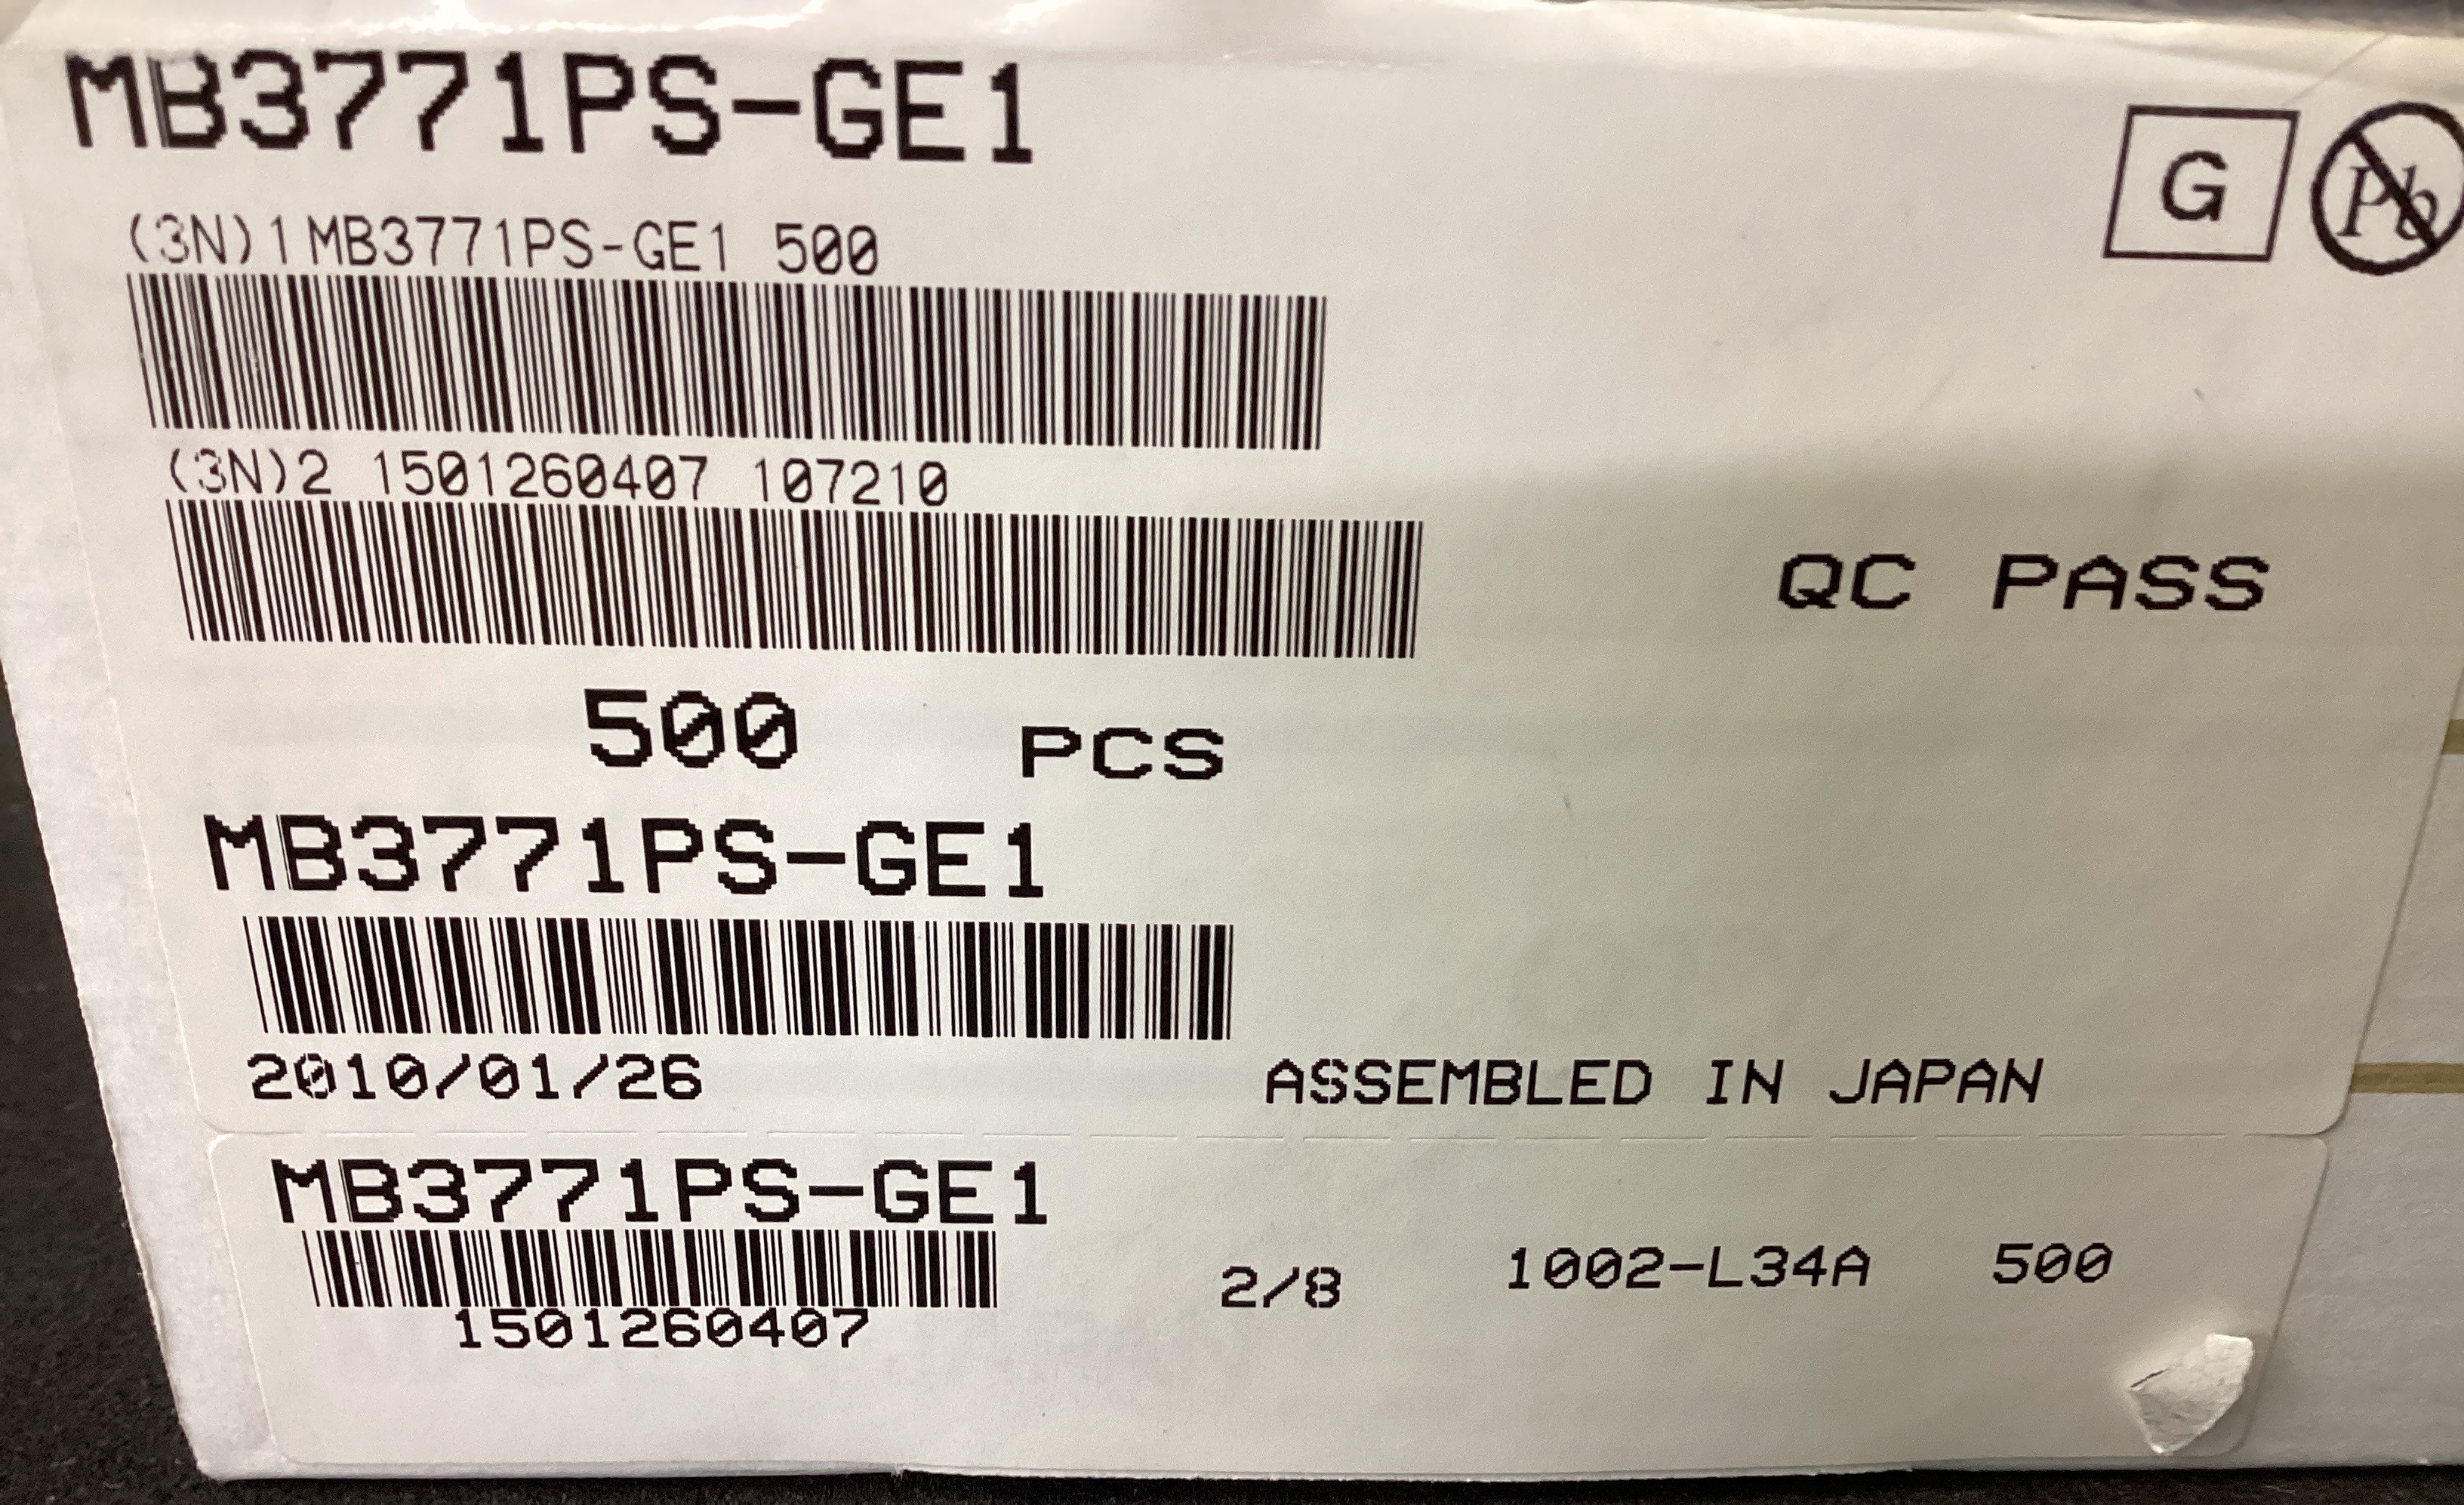 MB3771PS-GE1
G Pb
(3N)1MB3771PS-GE1 500
(3N)2 1501260407 107210
QC PASS
500 PCS
MB3771PS-GE1
2010/01/26 ASSEMBLED IN JAPAN
MB3771PS-GE1
2/8 1002-L34A 500
1501260407